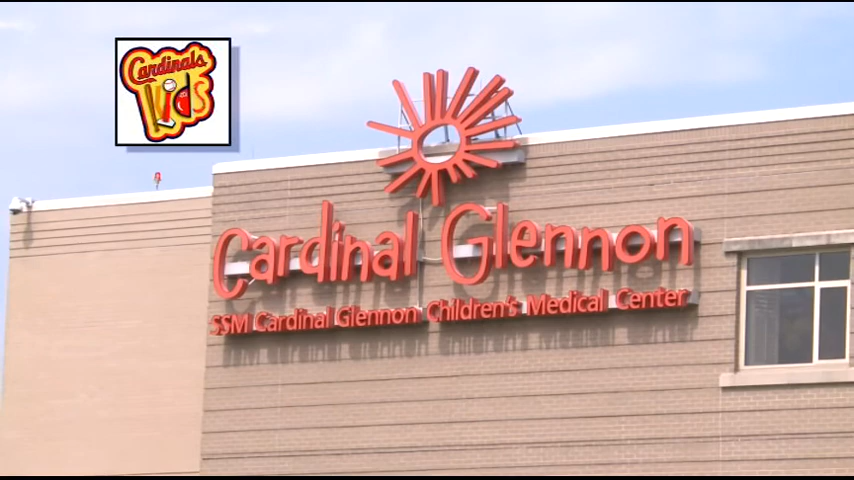 Cardinals
Kids
Cardinal Glennon
SSM Cardinal Glennon Children's Medical Center